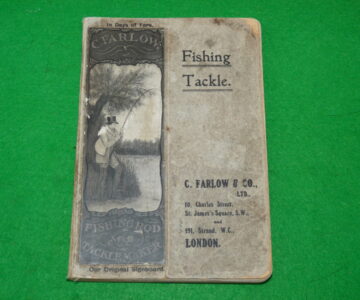 In Days of Yore.
C. FARLOW
FISHING ROD
AND
TACKLE MAKER
Our Original Signboard.
Fishing
Tackle.
C. FARLOW & CO.,
LTD.,
10, Charles Street,
St. James's Square, S.W.,
and
191, Strand, W.C.,
LONDON.